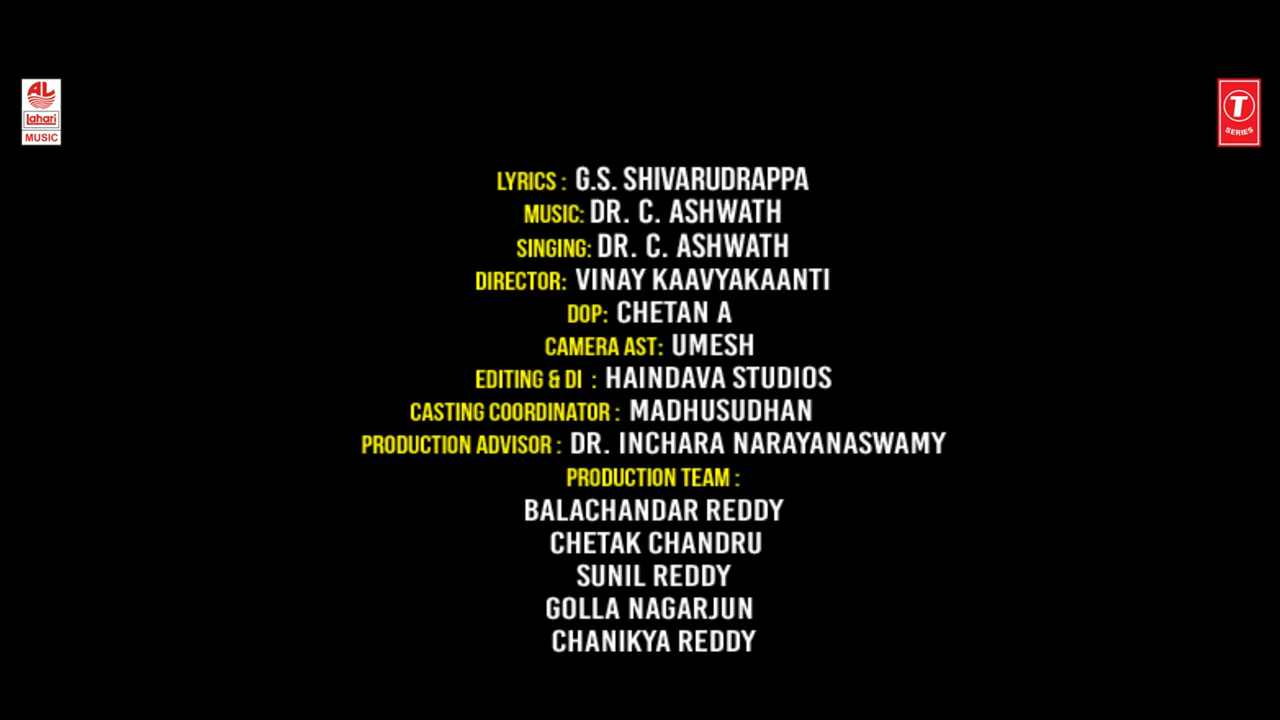 AL
lahari
MUSIC
T
SERIES
LYRICS : G.S. SHIVARUDRAPPA
MUSIC: DR. C. ASHWATH
SINGING: DR. C. ASHWATH
DIRECTOR: VINAY KAAVYAKAANTI
DOP: CHETAN A
CAMERA AST: UMESH
EDITING & DI : HAINDAVA STUDIOS
CASTING COORDINATOR : MADHUSUDHAN
PRODUCTION ADVISOR : DR. INCHARA NARAYANASWAMY
PRODUCTION TEAM :
BALACHANDAR REDDY
CHETAK CHANDRU
SUNIL REDDY
GOLLA NAGARJUN
CHANIKYA REDDY